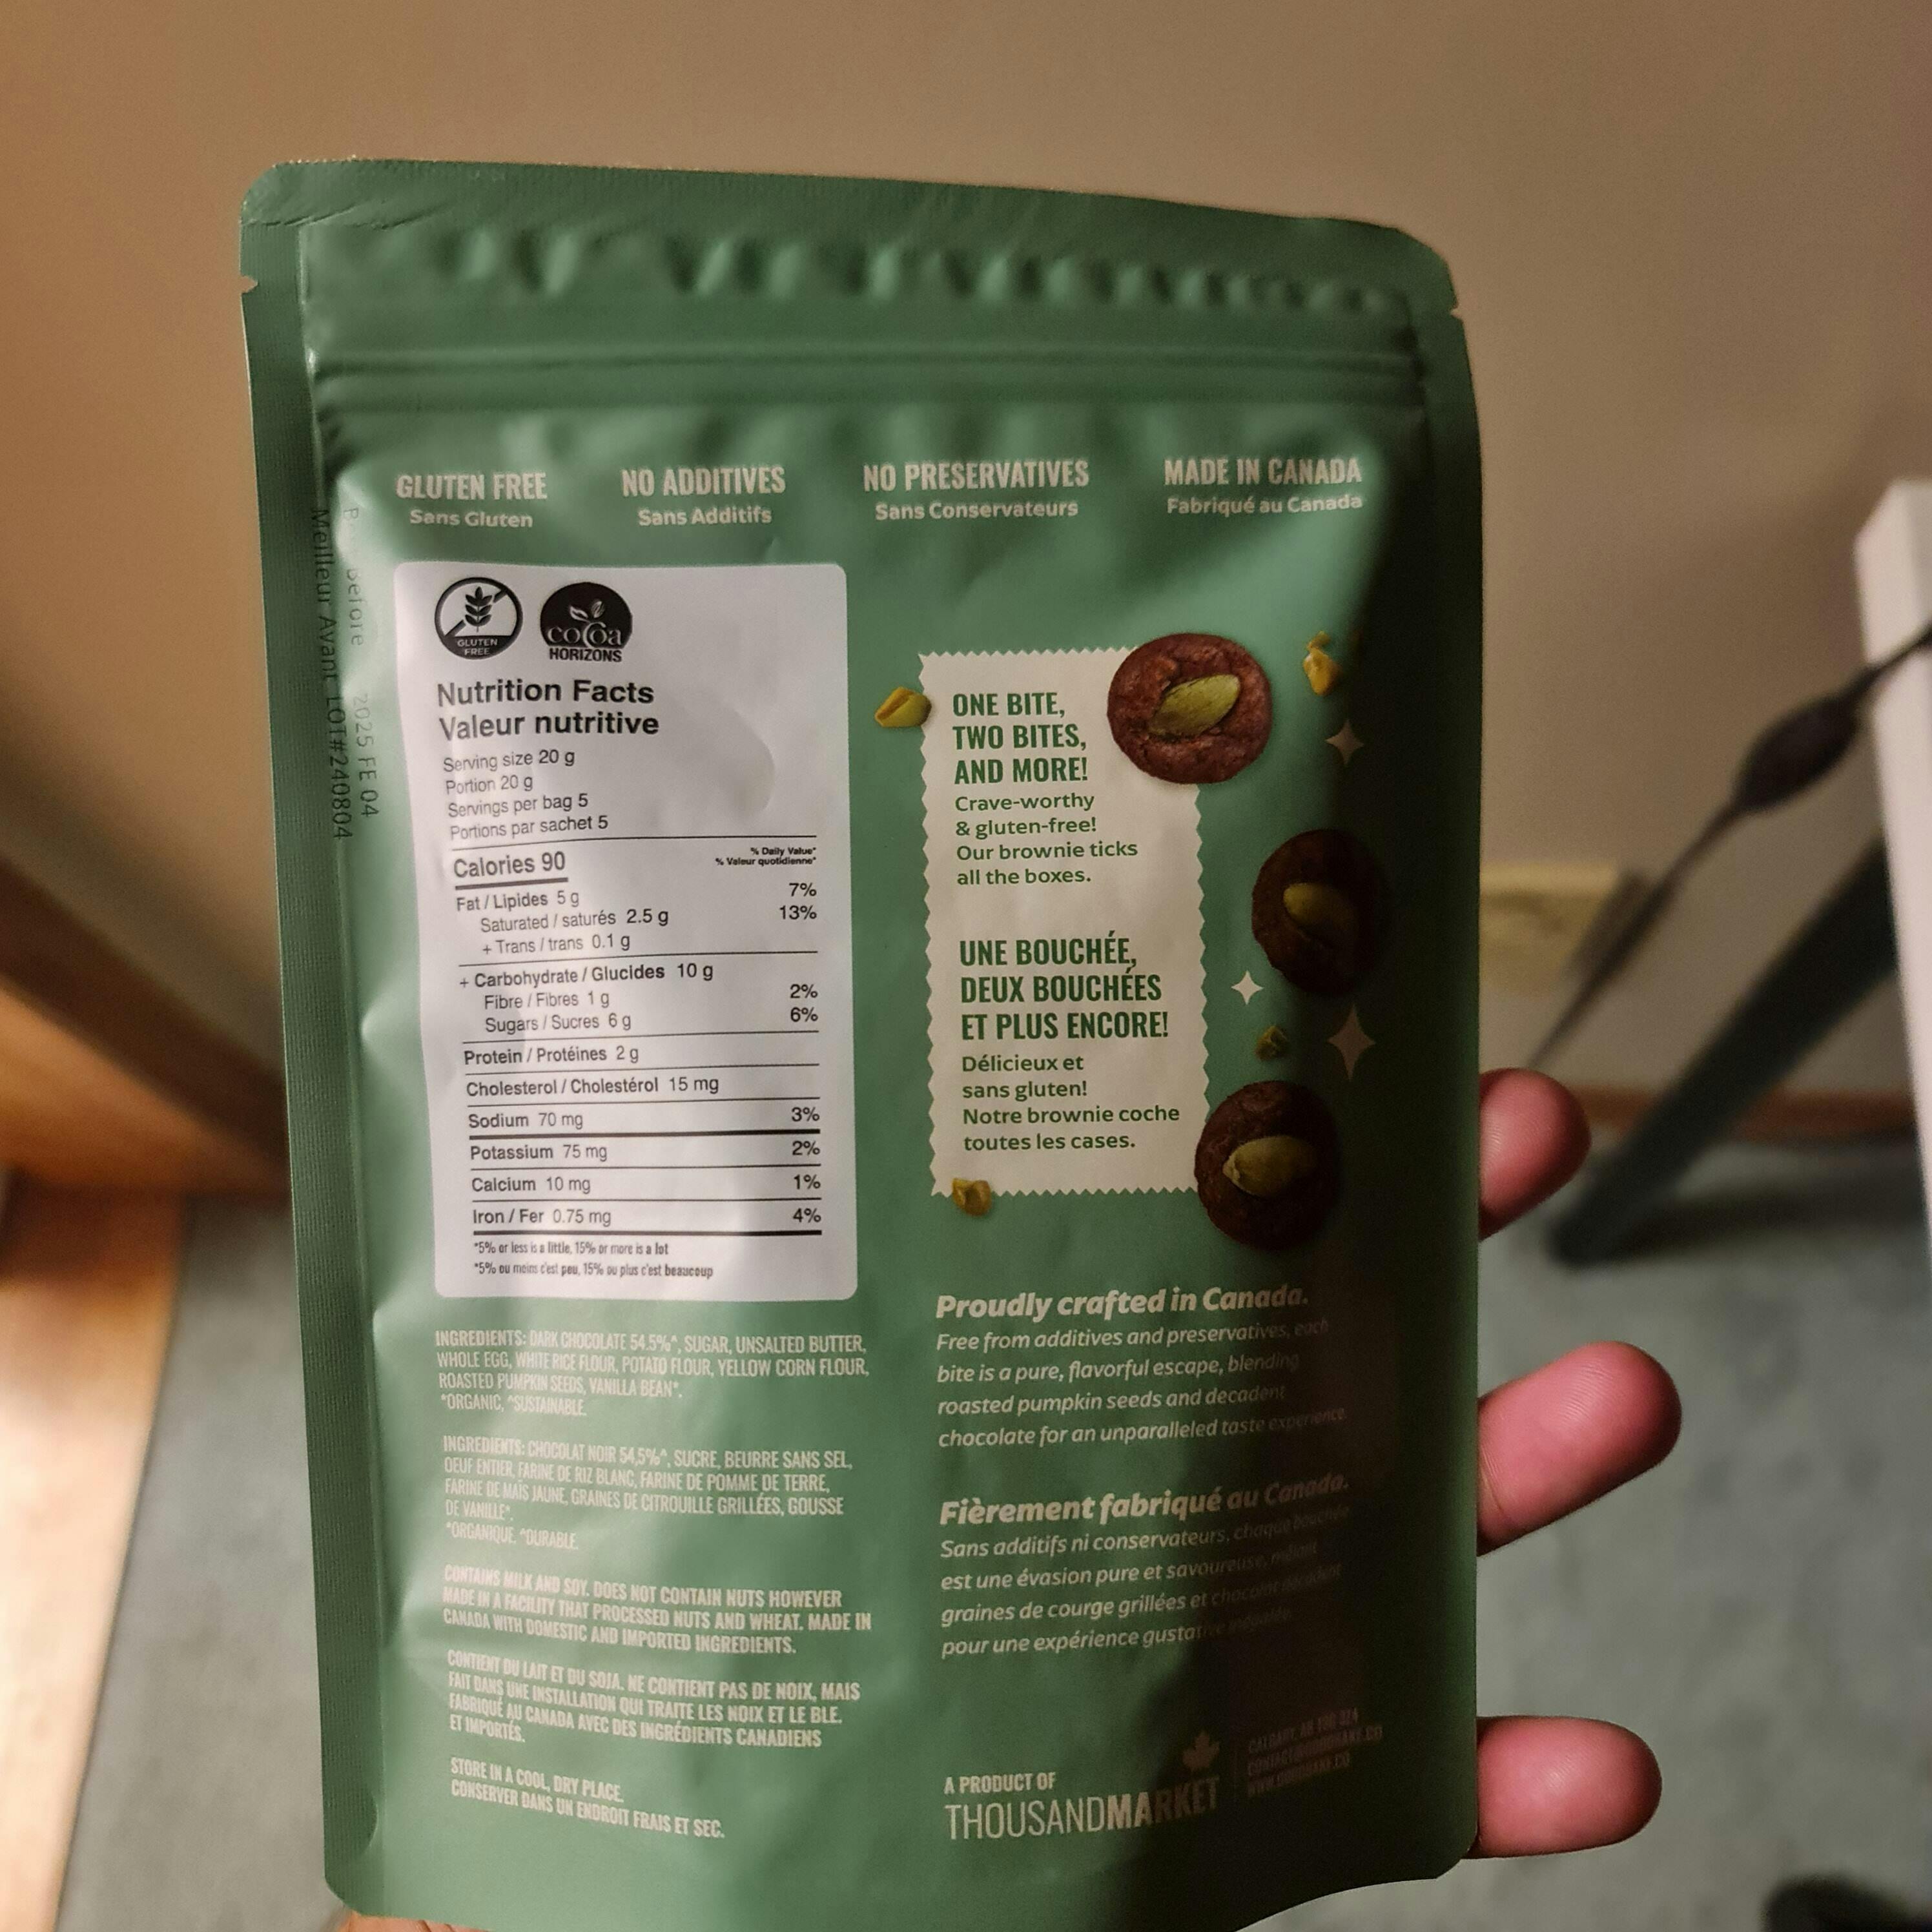 GLUTEN FREE
Sans Gluten
NO ADDITIVES
Sans Additifs
NO PRESERVATIVES
Sans Conservateurs
MADE IN CANADA
Fabriqué au Canada
Before 2025 FE 04
Meilleur Avant LOT#240804
GLUTEN
FREE
cocoa
HORIZONS
Nutrition Facts
Valeur nutritive
Serving size 20 g
Portion 20 g
Servings per bag 5
Portions par sachet 5
Calories 90
% Daily Value*
% Valeur quotidienne*
Fat / Lipides 5 g 7%
Saturated / saturés 2.5 g 13%
+ Trans / trans 0.1 g
+ Carbohydrate / Glucides 10 g
Fibre / Fibres 1 g 2%
Sugars / Sucres 6 g 6%
Protein / Protéines 2 g
Cholesterol / Cholestérol 15 mg
Sodium 70 mg 3%
Potassium 75 mg 2%
Calcium 10 mg 1%
Iron / Fer 0.75 mg 4%
*5% or less is a little, 15% or more is a lot
*5% ou moins c'est peu, 15% ou plus c'est beaucoup
INGREDIENTS: DARK CHOCOLATE 54.5%^, SUGAR, UNSALTED BUTTER,
WHOLE EGG, WHITE RICE FLOUR, POTATO FLOUR, YELLOW CORN FLOUR,
ROASTED PUMPKIN SEEDS, VANILLA BEAN*.
*ORGANIC, ^SUSTAINABLE.
INGREDIENTS: CHOCOLAT NOIR 54,5%^, SUCRE, BEURRE SANS SEL,
OEUF ENTIER, FARINE DE RIZ BLANC, FARINE DE POMME DE TERRE,
FARINE DE MAÏS JAUNE, GRAINES DE CITROUILLE GRILLÉES, GOUSSE
DE VANILLE*.
*ORGANIQUE, ^DURABLE.
CONTAINS MILK AND SOY. DOES NOT CONTAIN NUTS HOWEVER
MADE IN A FACILITY THAT PROCESSED NUTS AND WHEAT. MADE IN
CANADA WITH DOMESTIC AND IMPORTED INGREDIENTS.
CONTIENT DU LAIT ET DU SOJA. NE CONTIENT PAS DE NOIX, MAIS
FAIT DANS UNE INSTALLATION QUI TRAITE LES NOIX ET LE BLE.
FABRIQUÉ AU CANADA AVEC DES INGRÉDIENTS CANADIENS
ET IMPORTÉS.
STORE IN A COOL, DRY PLACE.
CONSERVER DANS UN ENDROIT FRAIS ET SEC.
ONE BITE,
TWO BITES,
AND MORE!
Crave-worthy
& gluten-free!
Our brownie ticks
all the boxes.
UNE BOUCHÉE,
DEUX BOUCHÉES
ET PLUS ENCORE!
Délicieux et
sans gluten!
Notre brownie coche
toutes les cases.
Proudly crafted in Canada.
Free from additives and preservatives, each
bite is a pure, flavorful escape, blending
roasted pumpkin seeds and decadent
chocolate for an unparalleled taste experience.
Fièrement fabriqué au Canada.
Sans additifs ni conservateurs, chaque bouchée
est une évasion pure et savoureuse, mêlant
graines de courge grillées et chocolat décadent
pour une expérience gustative
A PRODUCT OF
THOUSANDMARKET
CALGARY, AB